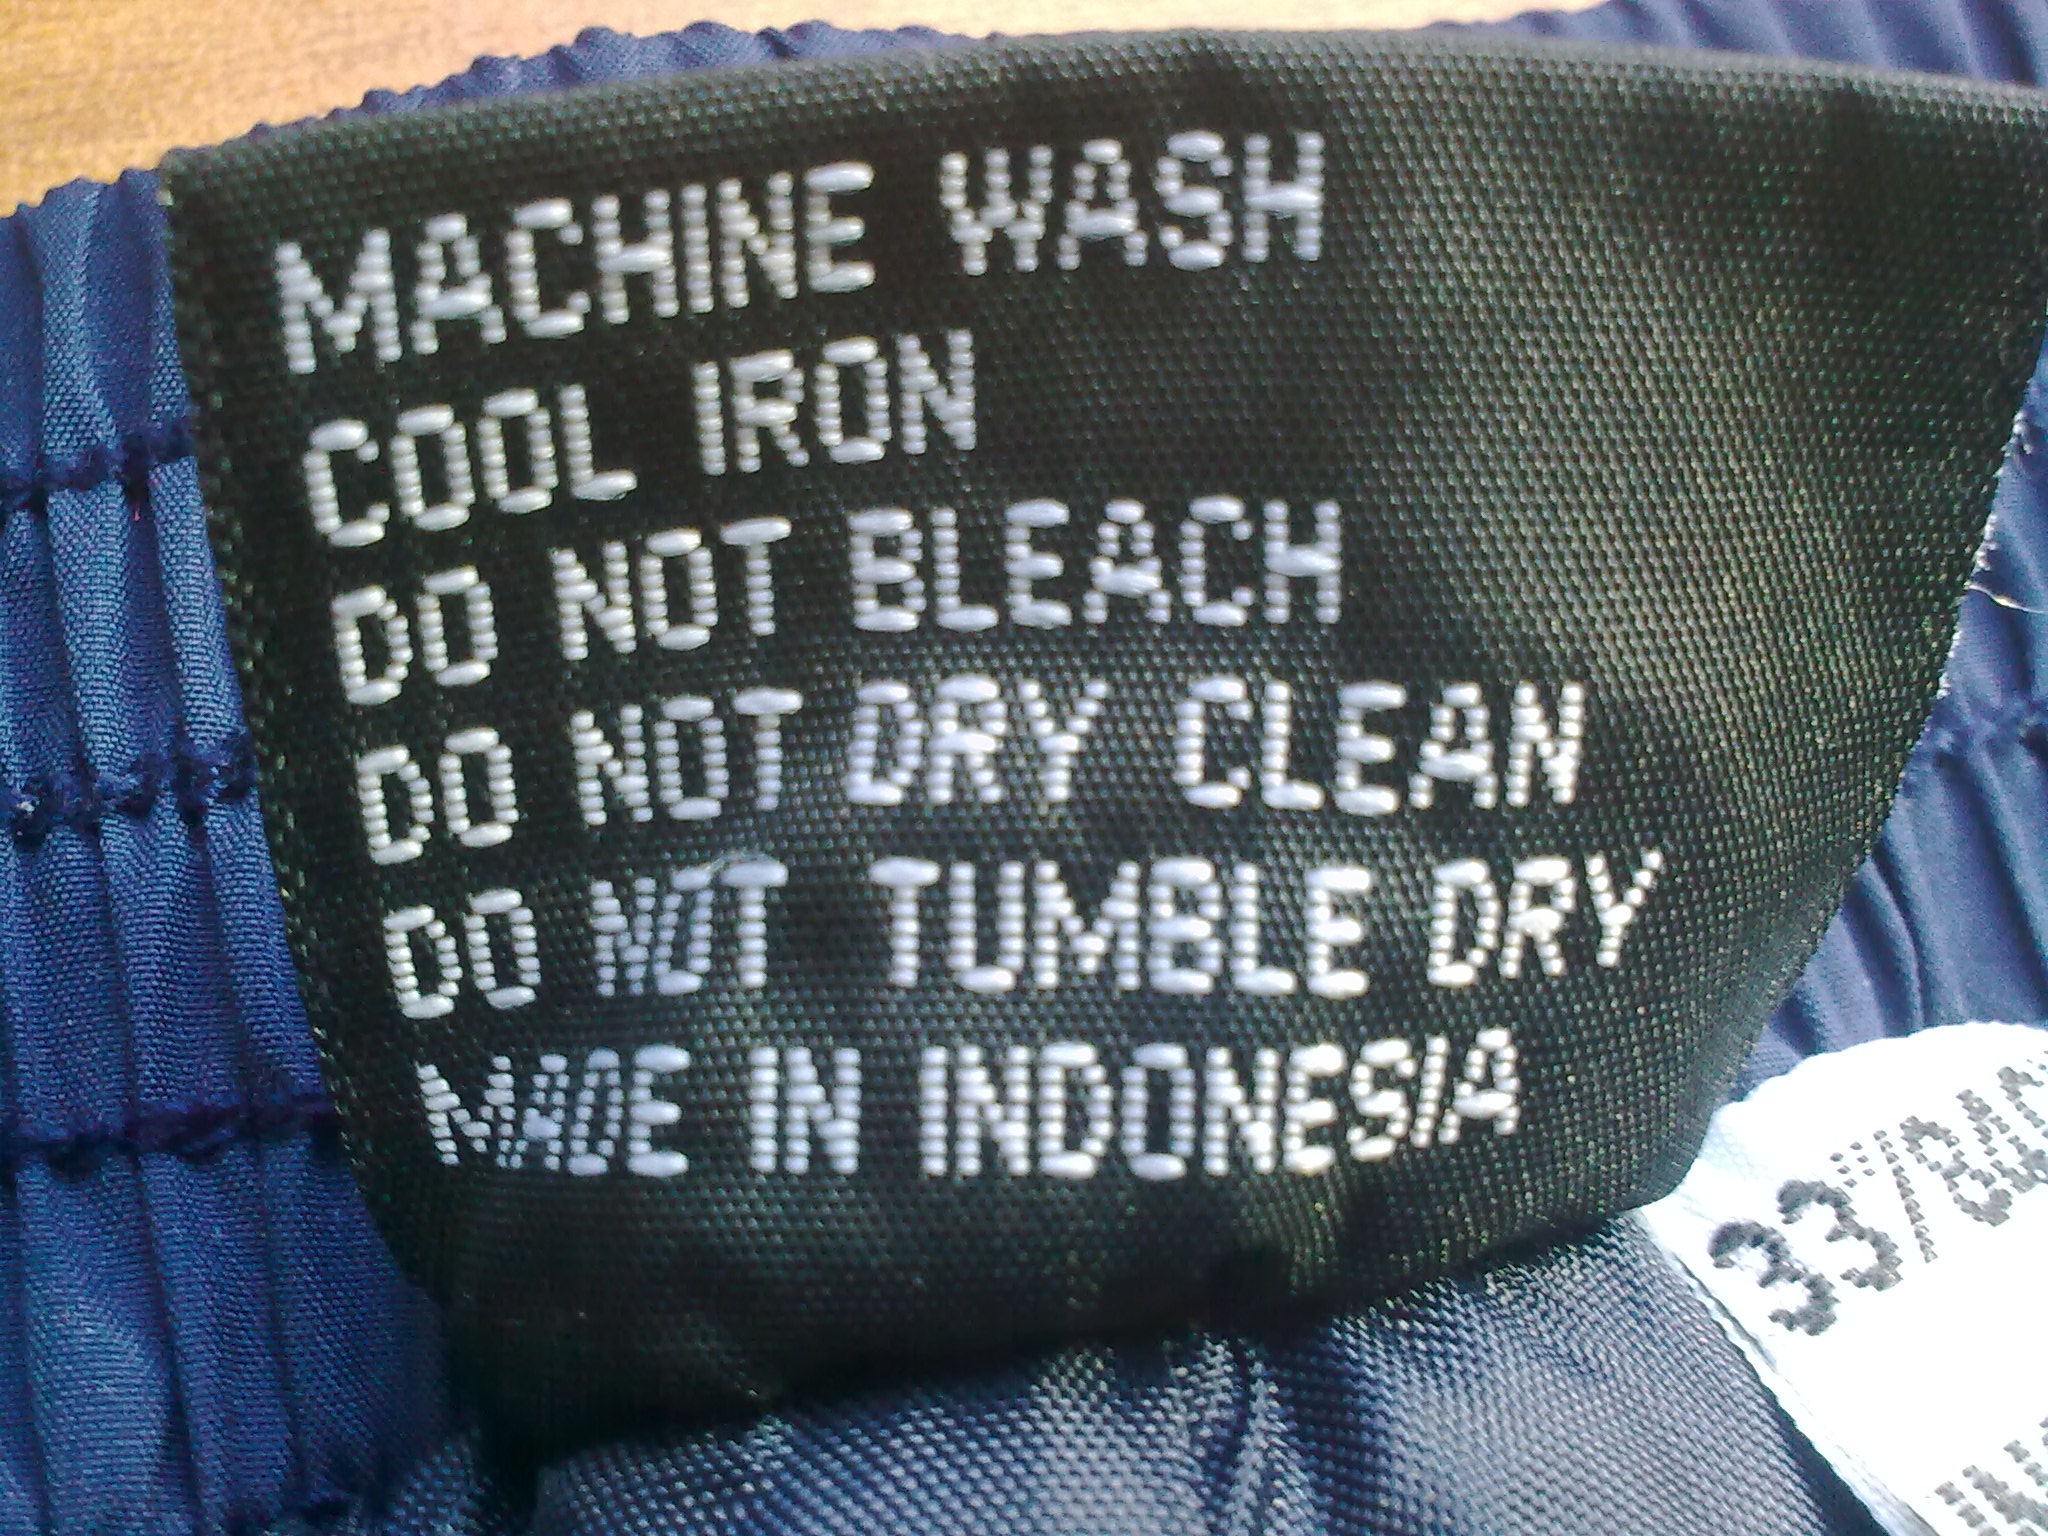 MACHINE WASH
COOL IRON
DO NOT BLEACH
DO NOT DRY CLEAN
DO NOT TUMBLE DRY
MADE IN INDONESIA